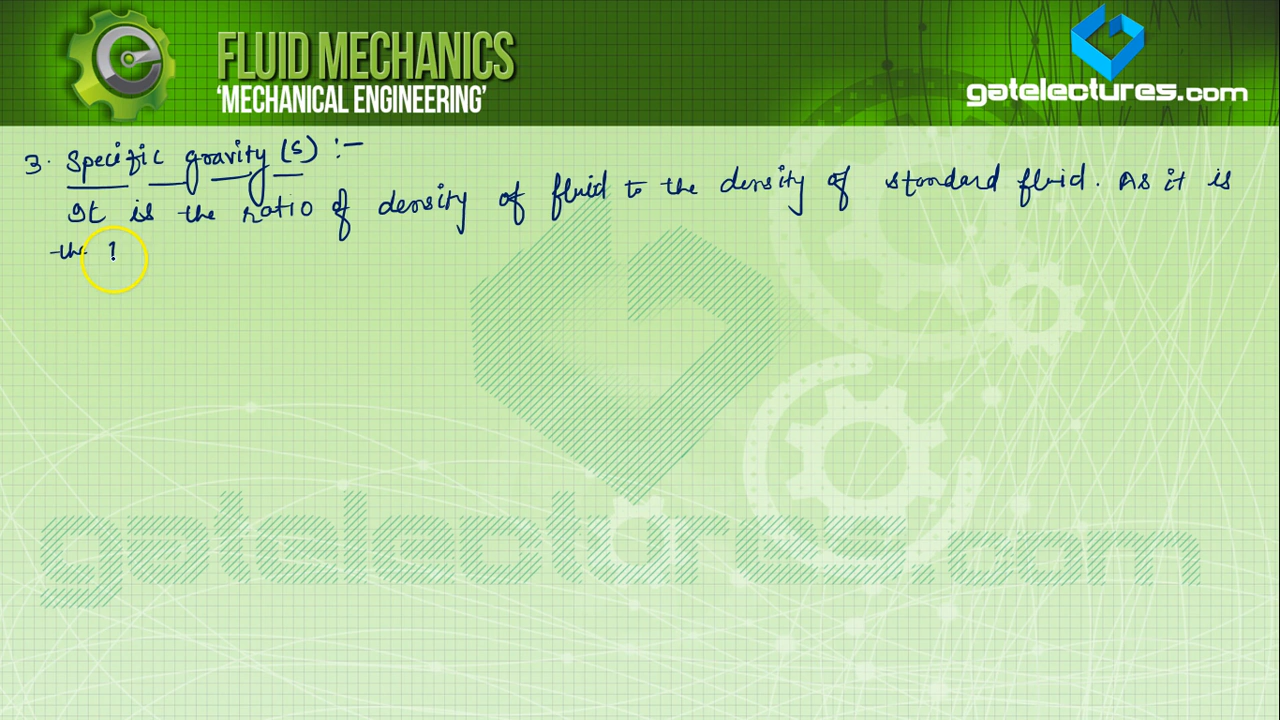 FLUID MECHANICS
'MECHANICAL ENGINEERING'
gatelectures.com
3. Specific gravity (S) :-
It is the ratio of density of fluid to the density of standard fluid. As it is
the
gatelectures.com